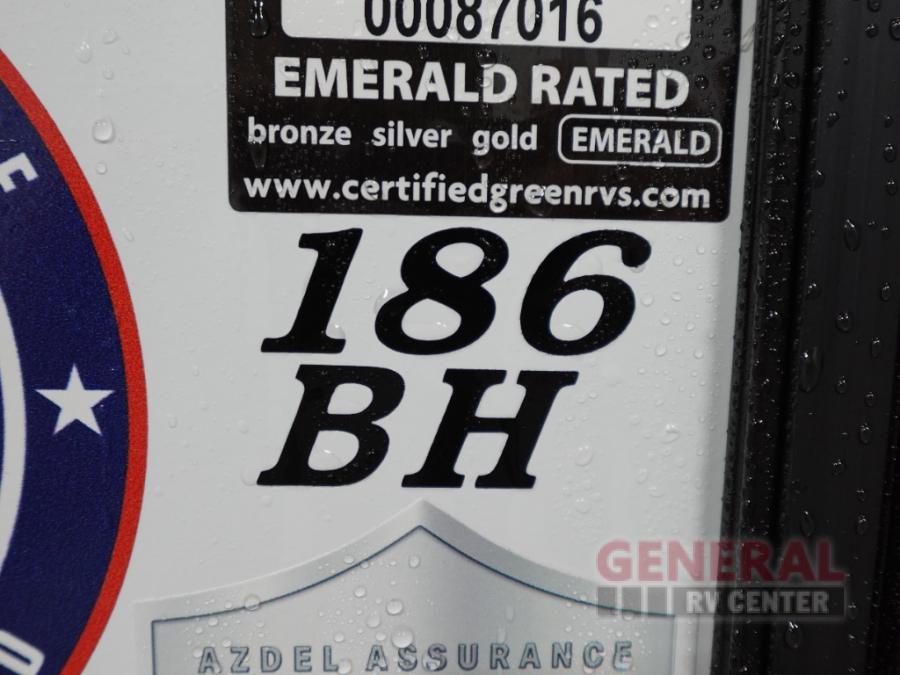 00087016
EMERALD RATED
bronze silver gold EMERALD
www.certifiedgreenrvs.com
186
BH
AZDEL ASSURANCE
GENERAL
RV CENTER